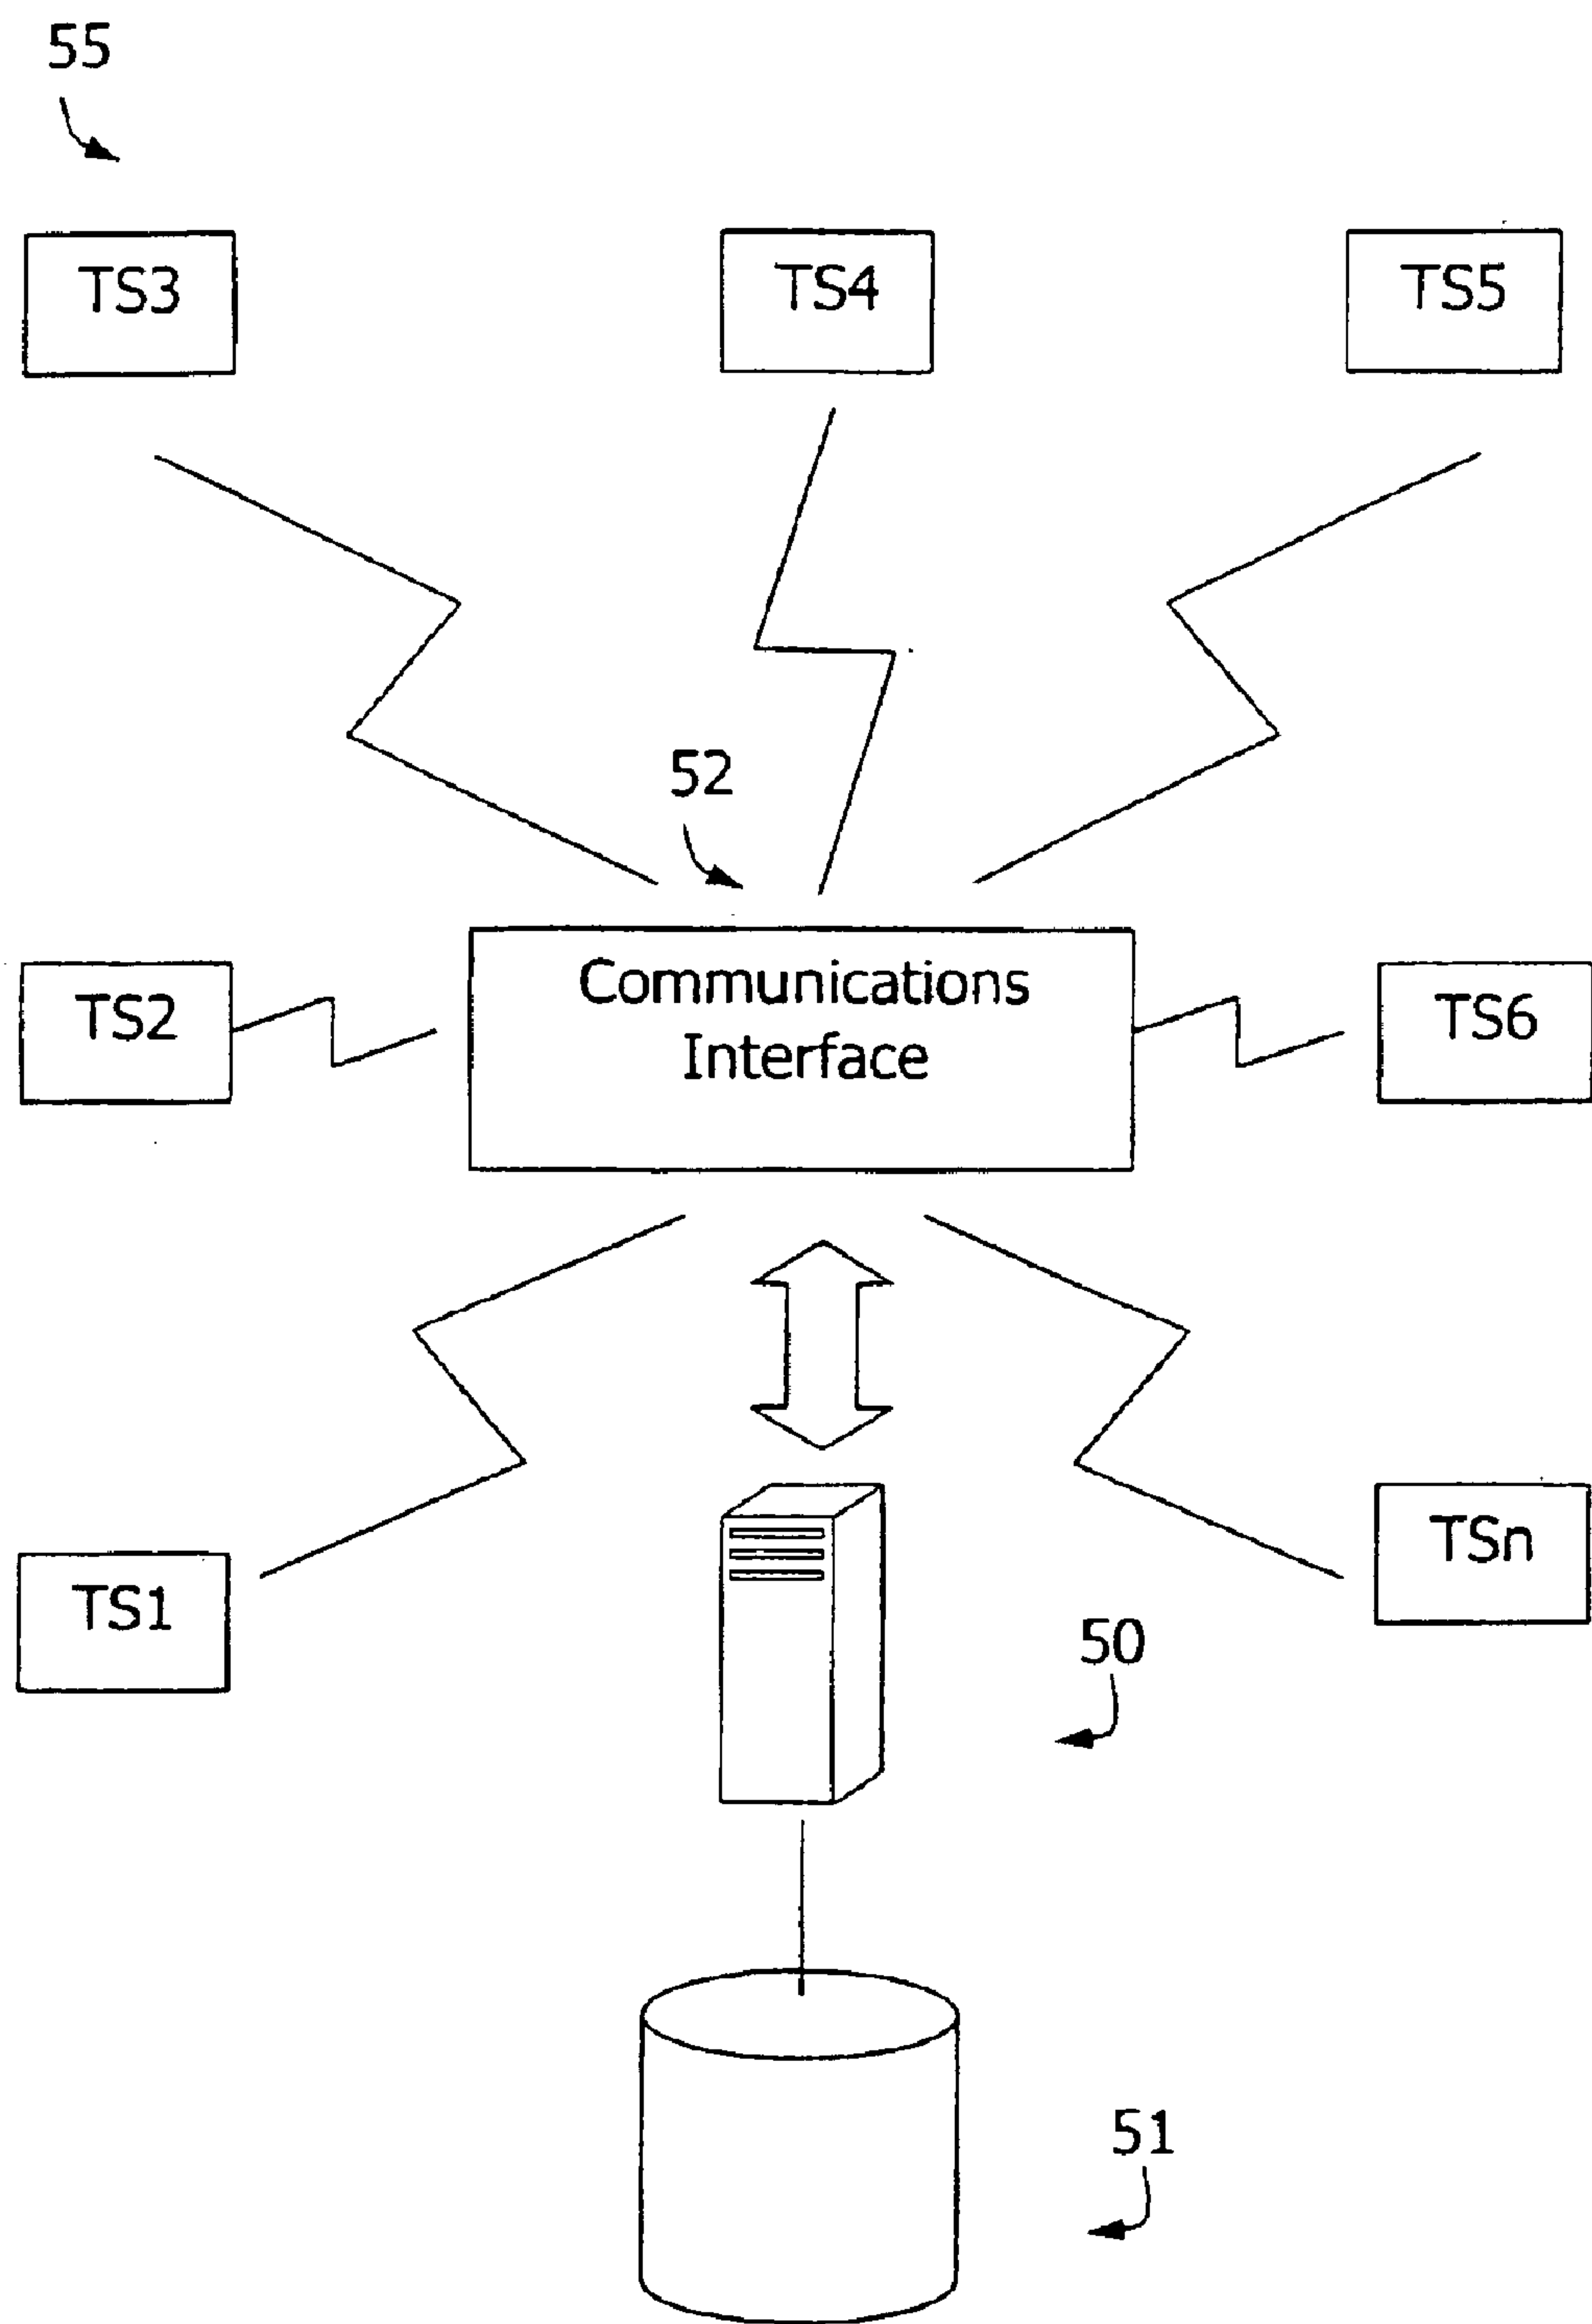 55
TS3
TS4
TS5
52
Communications
Interface
TS2
TS6
TS1
TSn
50
51